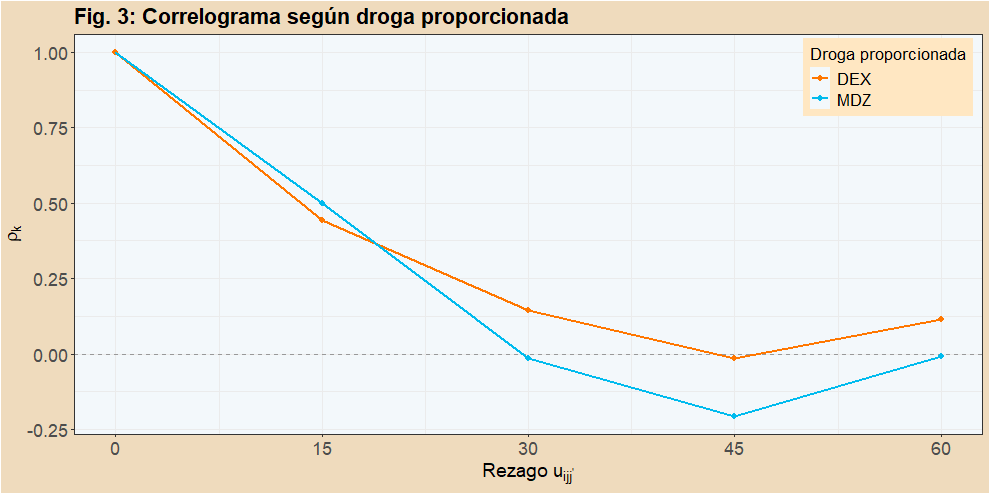 Fig. 3: Correlograma según droga proporcionada
Droga proporcionada
DEX
MDZ
1.00
0.75
0.50
0.25
0.00
-0.25
ρk
0 15 30 45 60
Rezago uijj'